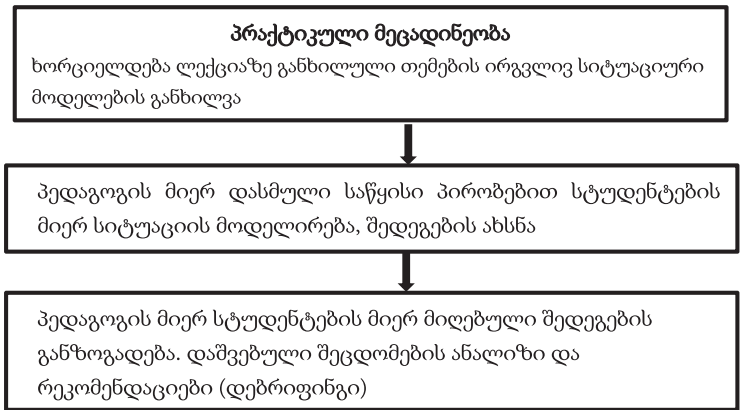 პრაქტიკული მეცადინეობა
ხორციელდება ლექციაზე განხილული თემების ირგვლივ სიტუაციური
მოდელების განხილვა
პედაგოგის მიერ დასმული საწყისი პირობებით სტუდენტების
მიერ სიტუაციის მოდელირება, შედეგების ახსნა
პედაგოგის მიერ სტუდენტების მიერ მიღებული შედეგების
განზოგადება. დაშვებული შეცდომების ანალიზი და
რეკომენდაციები (დებრიფინგი)